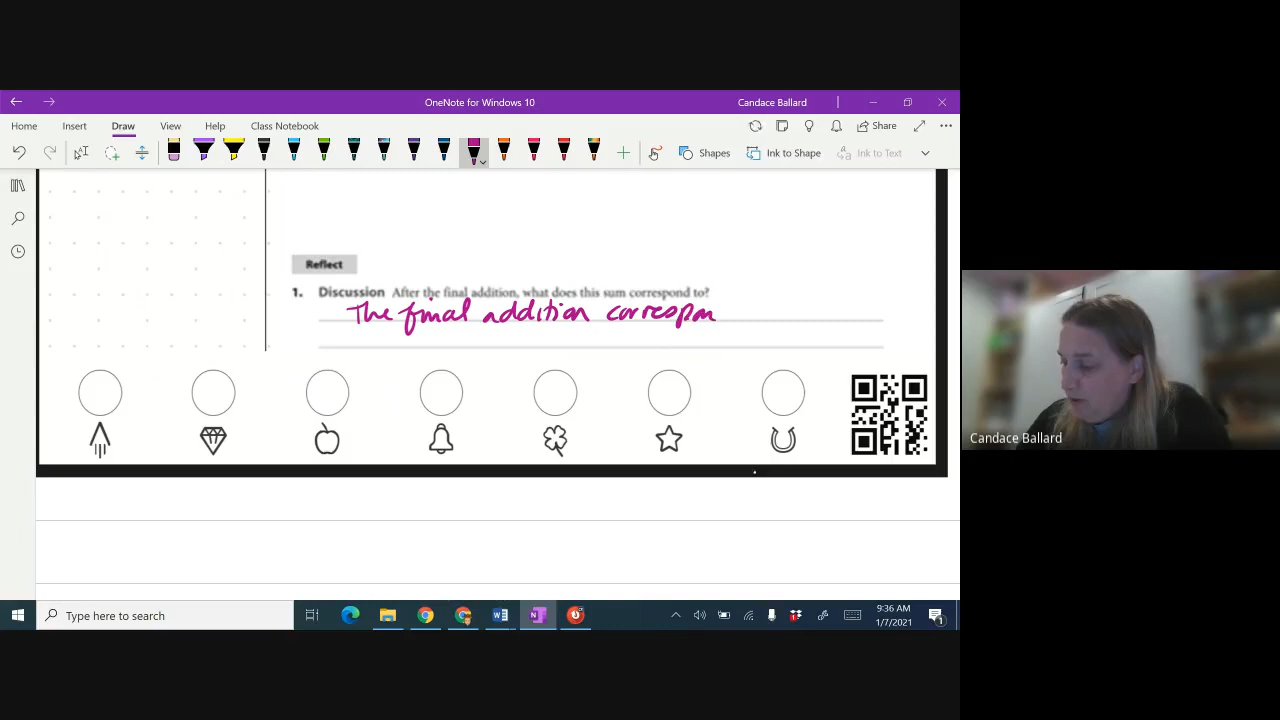 OneNote for Windows 10
Candace Ballard
Home Insert Draw View Help Class Notebook
Share
Shapes Ink to Shape Ink to Text
Reflect
1. Discussion After the final addition, what does this sum correspond to?
The final addition correspon
Candace Ballard
Type here to search
9:36 AM
1/7/2021